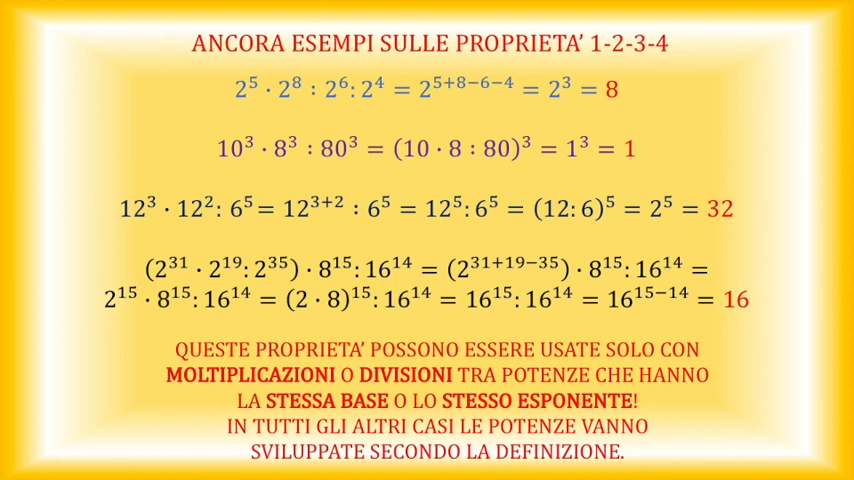 ANCORA ESEMPI SULLE PROPRIETA’ 1-2-3-4
2⁵ · 2⁸ : 2⁶: 2⁴ = 2⁵⁺⁸⁻⁶⁻⁴ = 2³ = 8
10³ · 8³ : 80³ = (10 · 8 : 80)³ = 1³ = 1
12³ · 12²: 6⁵= 12³⁺² : 6⁵ = 12⁵: 6⁵ = (12: 6)⁵ = 2⁵ = 32
(2³¹ · 2¹⁹: 2³⁵) · 8¹⁵: 16¹⁴ = (2³¹⁺¹⁹⁻³⁵) · 8¹⁵: 16¹⁴ =
2¹⁵ · 8¹⁵: 16¹⁴ = (2 · 8)¹⁵: 16¹⁴ = 16¹⁵: 16¹⁴ = 16¹⁵⁻¹⁴ = 16
QUESTE PROPRIETA’ POSSONO ESSERE USATE SOLO CON
MOLTIPLICAZIONI O DIVISIONI TRA POTENZE CHE HANNO
LA STESSA BASE O LO STESSO ESPONENTE!
IN TUTTI GLI ALTRI CASI LE POTENZE VANNO
SVILUPPATE SECONDO LA DEFINIZIONE.